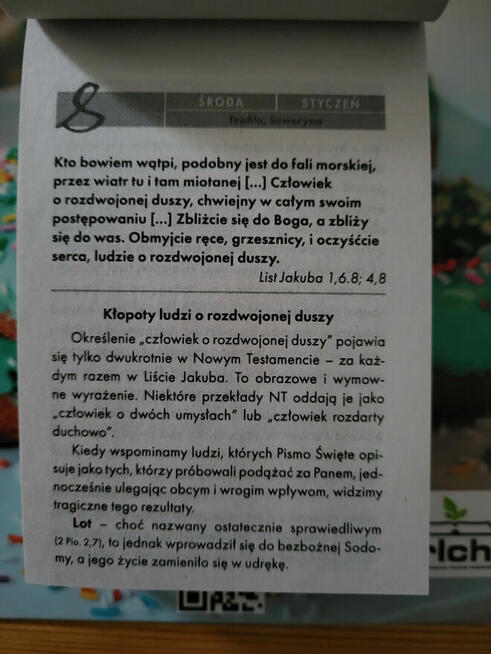 8
ŚRODA STYCZEŃ
Teofila, Seweryna
Kto bowiem wątpi, podobny jest do fali morskiej,
przez wiatr tu i tam miotanej [...] Człowiek
o rozdwojonej duszy, chwiejny w całym swoim
postępowaniu [...] Zbliżcie się do Boga, a zbliży
się do was. Obmyjcie ręce, grzesznicy, i oczyśćcie
serca, ludzie o rozdwojonej duszy.
List Jakuba 1,6.8; 4,8
Kłopoty ludzi o rozdwojonej duszy
Określenie „człowiek o rozdwojonej duszy” pojawia
się tylko dwukrotnie w Nowym Testamencie – za każ-
dym razem w Liście Jakuba. To obrazowe i wymow-
ne wyrażenie. Niektóre przekłady NT oddają je jako
„człowiek o dwóch umysłach” lub „człowiek rozdarty
duchowo”.
Kiedy wspominamy ludzi, których Pismo Święte opi-
suje jako tych, którzy próbowali podążać za Panem, jed-
nocześnie ulegając obcym i wrogim wpływom, widzimy
tragiczne tego rezultaty.
Lot – choć nazwany ostatecznie sprawiedliwym
(2 Pio. 2,7), to jednak wprowadził się do bezbożnej Sodo-
my, a jego życie zamieniło się w udrękę.